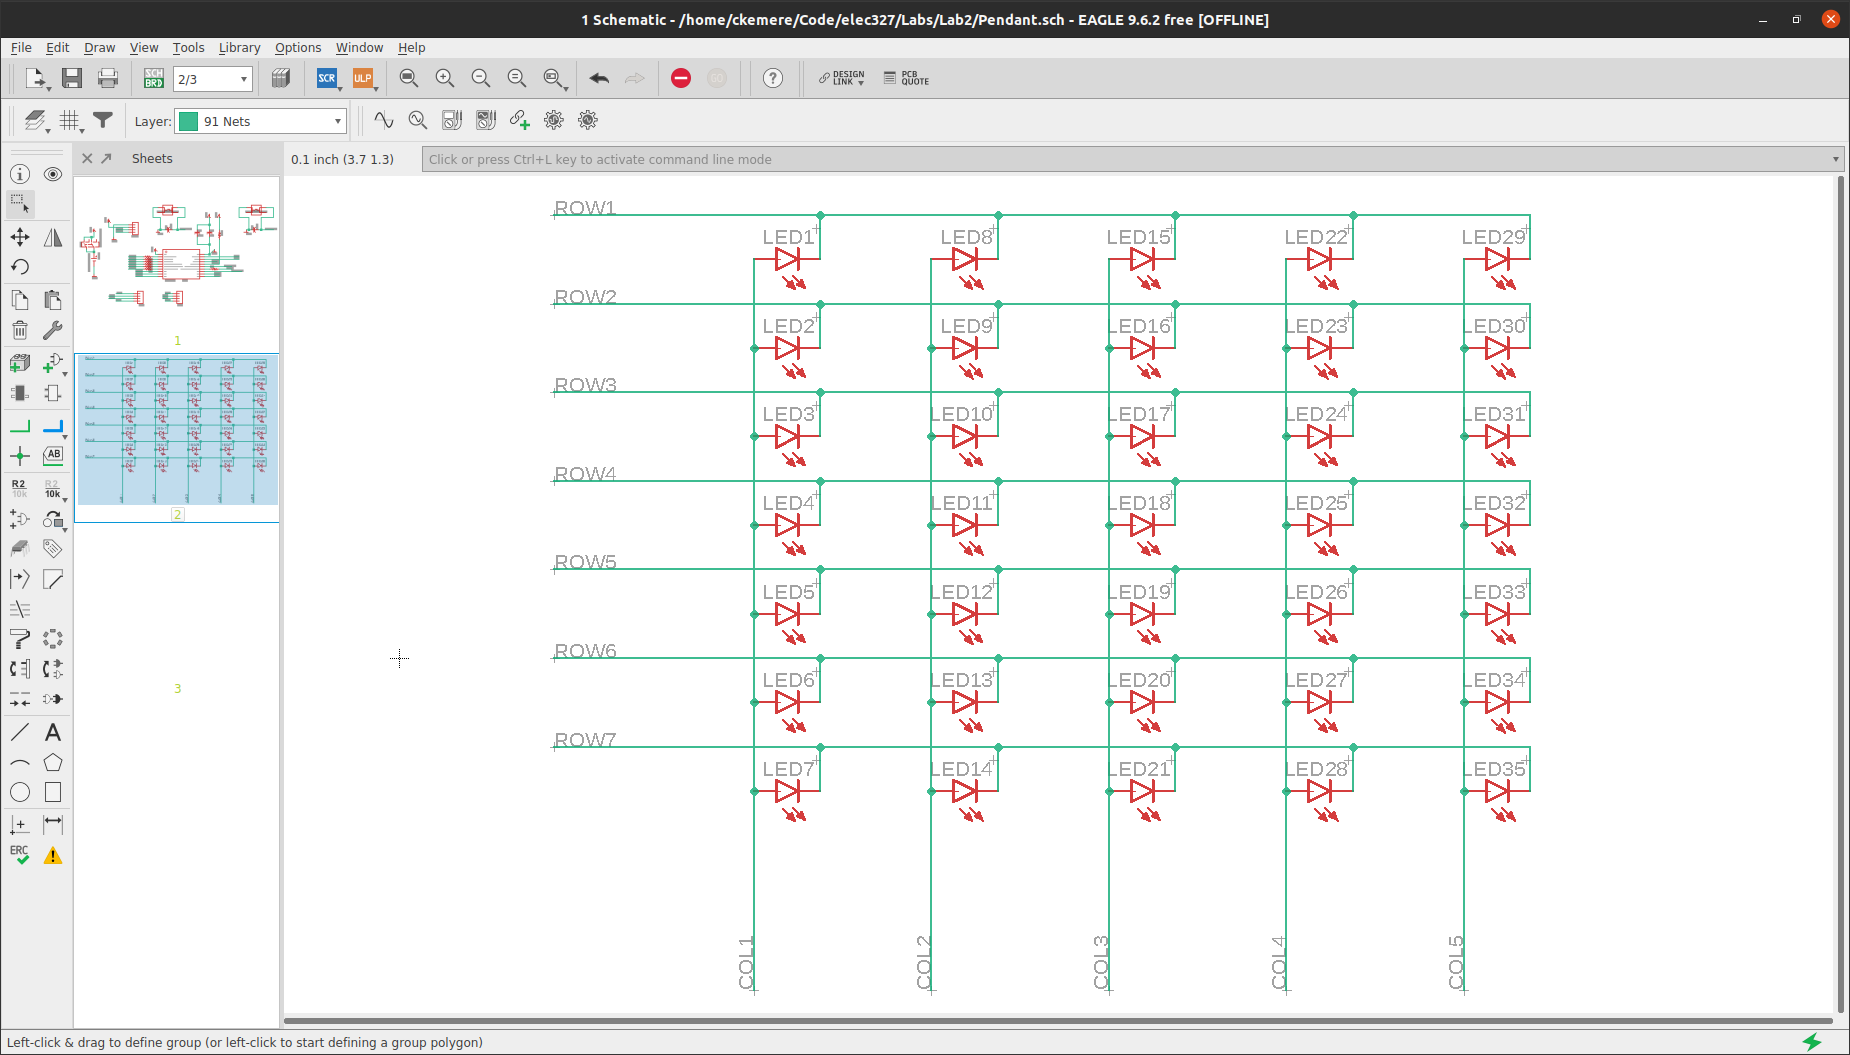 1 Schematic - /home/ckemere/Code/elec327/Labs/Lab2/Pendant.sch - EAGLE 9.6.2 free [OFFLINE]
File Edit Draw View Tools Library Options Window Help
SCH BRD 2/3 SCR ULP GO DESIGN LINK PCB QUOTE
Layer: 91 Nets
Sheets
0.1 inch (3.7 1.3)
Click or press Ctrl+L key to activate command line mode
1
2
3
AB
R2 10k R2 10k
A
ERC
ROW1
LED1 LED8 LED15 LED22 LED29
ROW2
LED2 LED9 LED16 LED23 LED30
ROW3
LED3 LED10 LED17 LED24 LED31
ROW4
LED4 LED11 LED18 LED25 LED32
ROW5
LED5 LED12 LED19 LED26 LED33
ROW6
LED6 LED13 LED20 LED27 LED34
ROW7
LED7 LED14 LED21 LED28 LED35
COL1 COL2 COL3 COL4 COL5
Left-click & drag to define group (or left-click to start defining a group polygon)